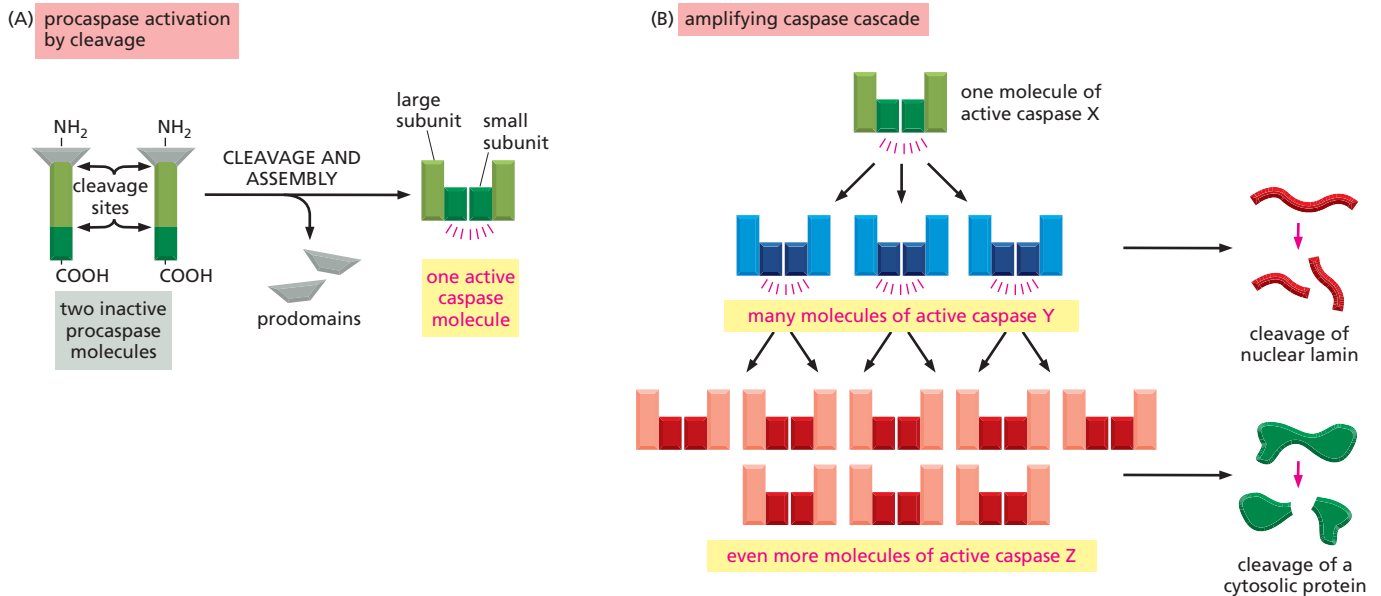 (A) procaspase activation
by cleavage
NH2
NH2
cleavage
sites
COOH
COOH
two inactive
procaspase
molecules
CLEAVAGE AND
ASSEMBLY
prodomains
large
subunit
small
subunit
one active
caspase
molecule
(B) amplifying caspase cascade
one molecule of
active caspase X
many molecules of active caspase Y
cleavage of
nuclear lamin
even more molecules of active caspase Z
cleavage of a
cytosolic protein